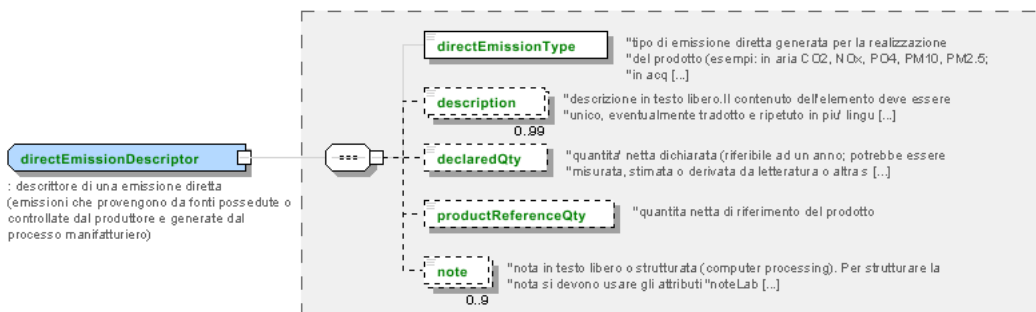 directEmissionType
"tipo di emissione diretta generata per la realizzazione
"del prodotto (esempi: in aria CO2, NOx, PO4, PM10, PM2.5;
"in acq [...]
description
0..99
"descrizione in testo libero.Il contenuto dell'elemento deve essere
"unico, eventualmente tradotto e ripetuto in piu' lingu [...]
directEmissionDescriptor
: descrittore di una emissione diretta
(emissioni che provengono da fonti possedute o
controllate dal produttore e generate dal
processo manifatturiero)
declaredQty
"quantita' netta dichiarata (riferibile ad un anno; potrebbe essere
"misurata, stimata o derivata da letteratura o altra s [...]
productReferenceQty
"quantita netta di riferimento del prodotto
note
0..9
"nota in testo libero o strutturata (computer processing). Per strutturare la
"nota si devono usare gli attributi "noteLab [...]